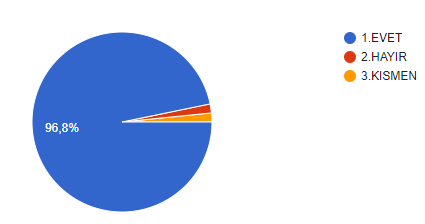 1.EVET
2.HAYIR
3.KISMEN
96,8%